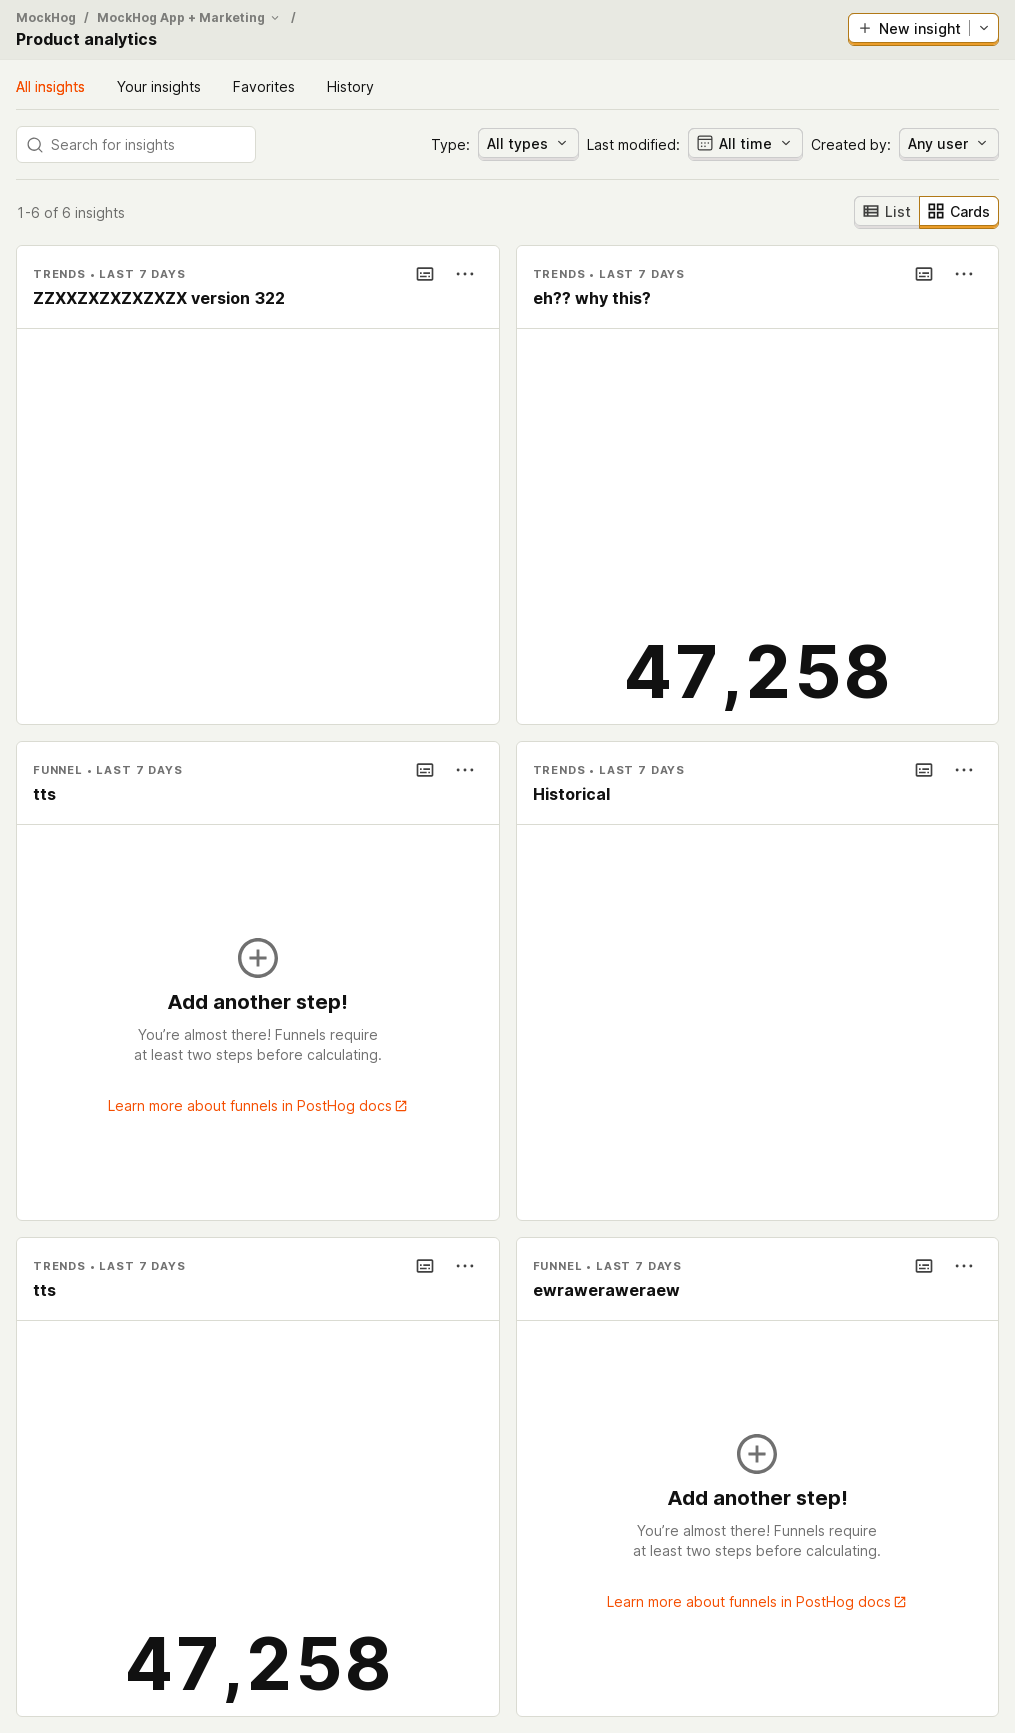 MockHog / MockHog App + Marketing /
Product analytics
New insight
All insights Your insights Favorites History
Search for insights
Type: All types Last modified: All time Created by: Any user
1-6 of 6 insights
List Cards
TRENDS • LAST 7 DAYS
ZZXXZXZXZXZXZX version 322
TRENDS • LAST 7 DAYS
eh?? why this?
47,258
FUNNEL • LAST 7 DAYS
tts
Add another step!
You’re almost there! Funnels require
at least two steps before calculating.
Learn more about funnels in PostHog docs
TRENDS • LAST 7 DAYS
Historical
TRENDS • LAST 7 DAYS
tts
47,258
FUNNEL • LAST 7 DAYS
ewraweraweraew
Add another step!
You’re almost there! Funnels require
at least two steps before calculating.
Learn more about funnels in PostHog docs